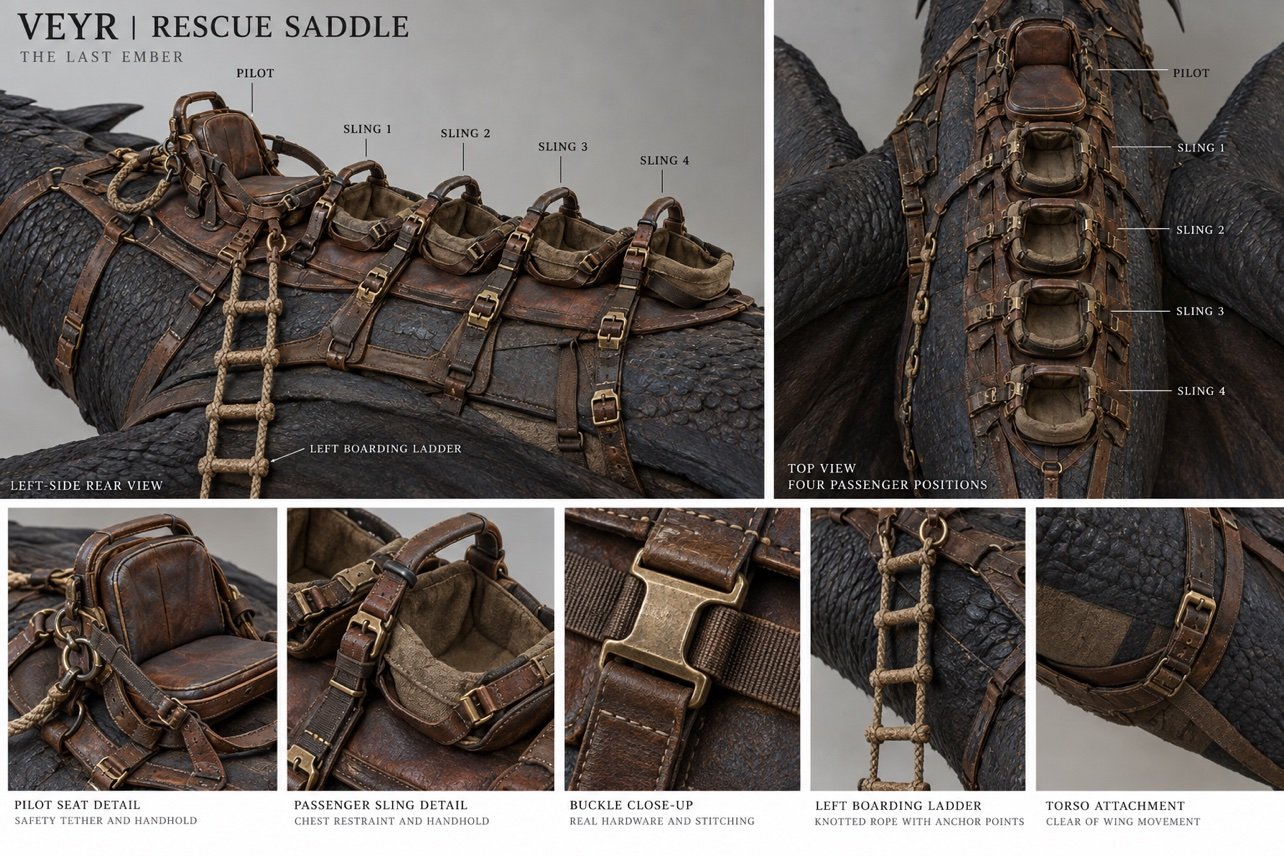 VEYR | RESCUE SADDLE
THE LAST EMBER
PILOT
SLING 1
SLING 2
SLING 3
SLING 4
LEFT BOARDING LADDER
LEFT-SIDE REAR VIEW
PILOT
SLING 1
SLING 2
SLING 3
SLING 4
TOP VIEW
FOUR PASSENGER POSITIONS
PILOT SEAT DETAIL
SAFETY TETHER AND HANDHOLD
PASSENGER SLING DETAIL
CHEST RESTRAINT AND HANDHOLD
BUCKLE CLOSE-UP
REAL HARDWARE AND STITCHING
LEFT BOARDING LADDER
KNOTTED ROPE WITH ANCHOR POINTS
TORSO ATTACHMENT
CLEAR OF WING MOVEMENT